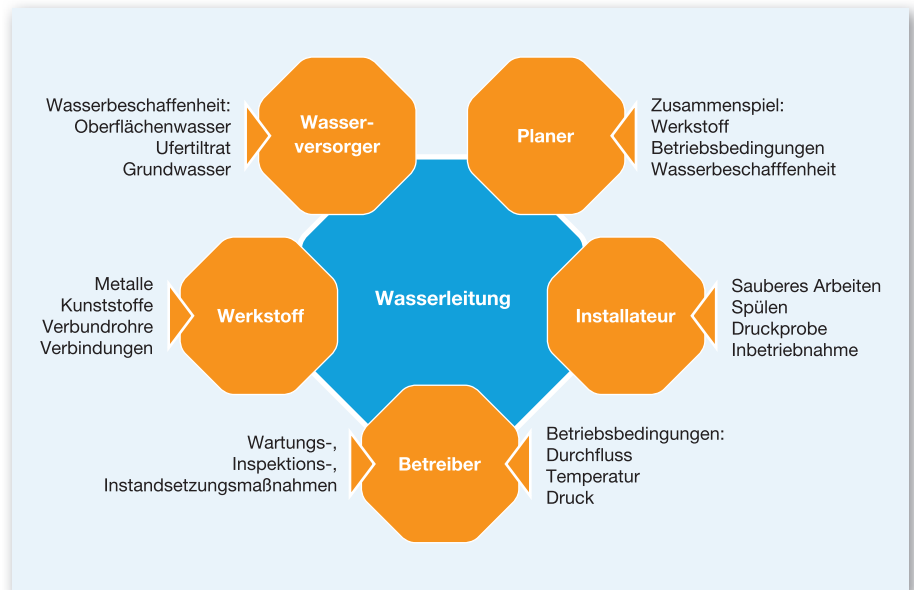 Wasserbeschaffenheit:
Oberflächenwasser
Ufertiltrat
Grundwasser
Wasser-
versorger
Planer
Zusammenspiel:
Werkstoff
Betriebsbedingungen
Wasserbeschafffenheit
Metalle
Kunststoffe
Verbundrohre
Verbindungen
Werkstoff
Wasserleitung
Installateur
Sauberes Arbeiten
Spülen
Druckprobe
Inbetriebnahme
Wartungs-,
Inspektions-,
Instandsetzungsmaßnahmen
Betreiber
Betriebsbedingungen:
Durchfluss
Temperatur
Druck